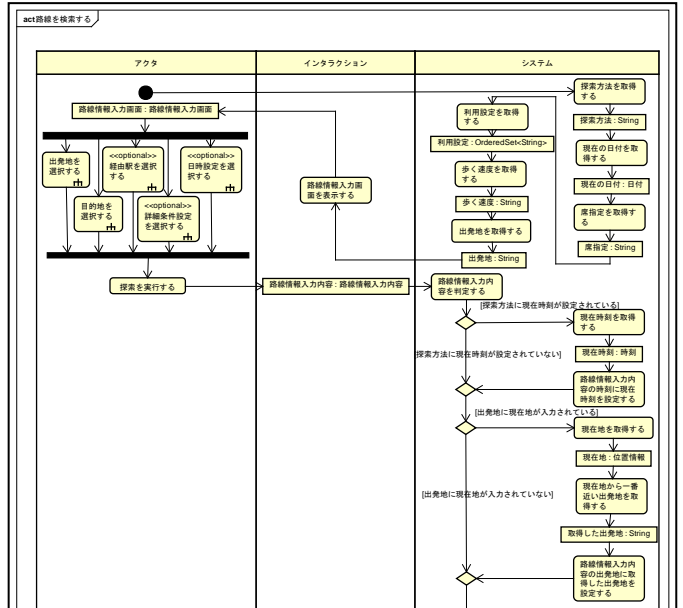 act 路線を検索する
アクタ
インタラクション
システム
探索方法を取得
する
探索方法 : String
現在の日付を取
得する
現在の日付 : 日付
席指定を取得す
る
席指定 : String
利用設定を取得
する
利用設定 : OrderedSet<String>
歩く速度を取得
する
歩く速度 : String
出発地を取得する
出発地 : String
路線情報入力画
面を表示する
路線情報入力画面 : 路線情報入力画面
出発地を
選択する
<<optional>>
経由駅を選択
する
<<optional>>
日時設定を選
択する
目的地を
選択する
<<optional>>
詳細条件設定
を選択する
探索を実行する
路線情報入力内容 : 路線情報入力内容
路線情報入力内
容を判定する
[探索方法に現在時刻が設定されている]
現在時刻を取得
する
現在時刻 : 時刻
[探索方法に現在時刻が設定されていない]
路線情報入力内
容の時刻に現在
時刻を設定する
[出発地に現在地が入力されている]
現在地を取得する
現在地 : 位置情報
[出発地に現在地が入力されていない]
現在地から一番
近い出発地を取
得する
取得した出発地 : String
路線情報入力内
容の出発地に取
得した出発地を
設定する